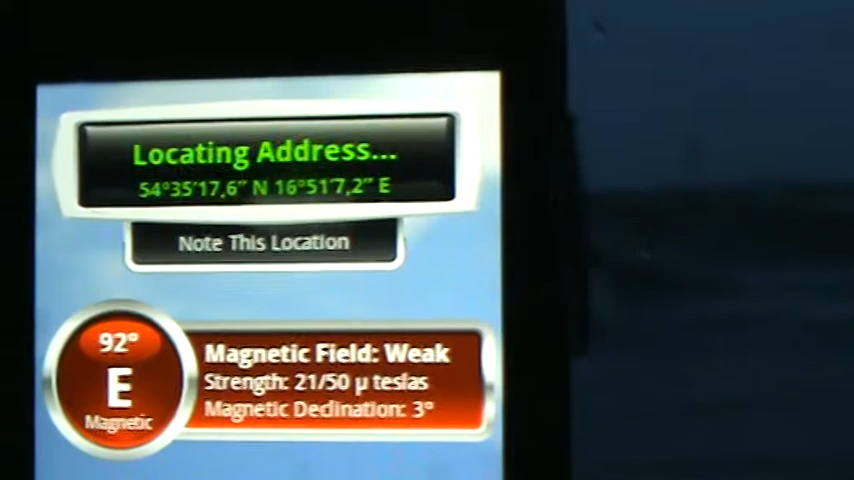 Locating Address...
54°35'17,6" N 16°51'7,2" E
Note This Location
92°
E
Magnetic
Magnetic Field: Weak
Strength: 21/50 µ teslas
Magnetic Declination: 3°